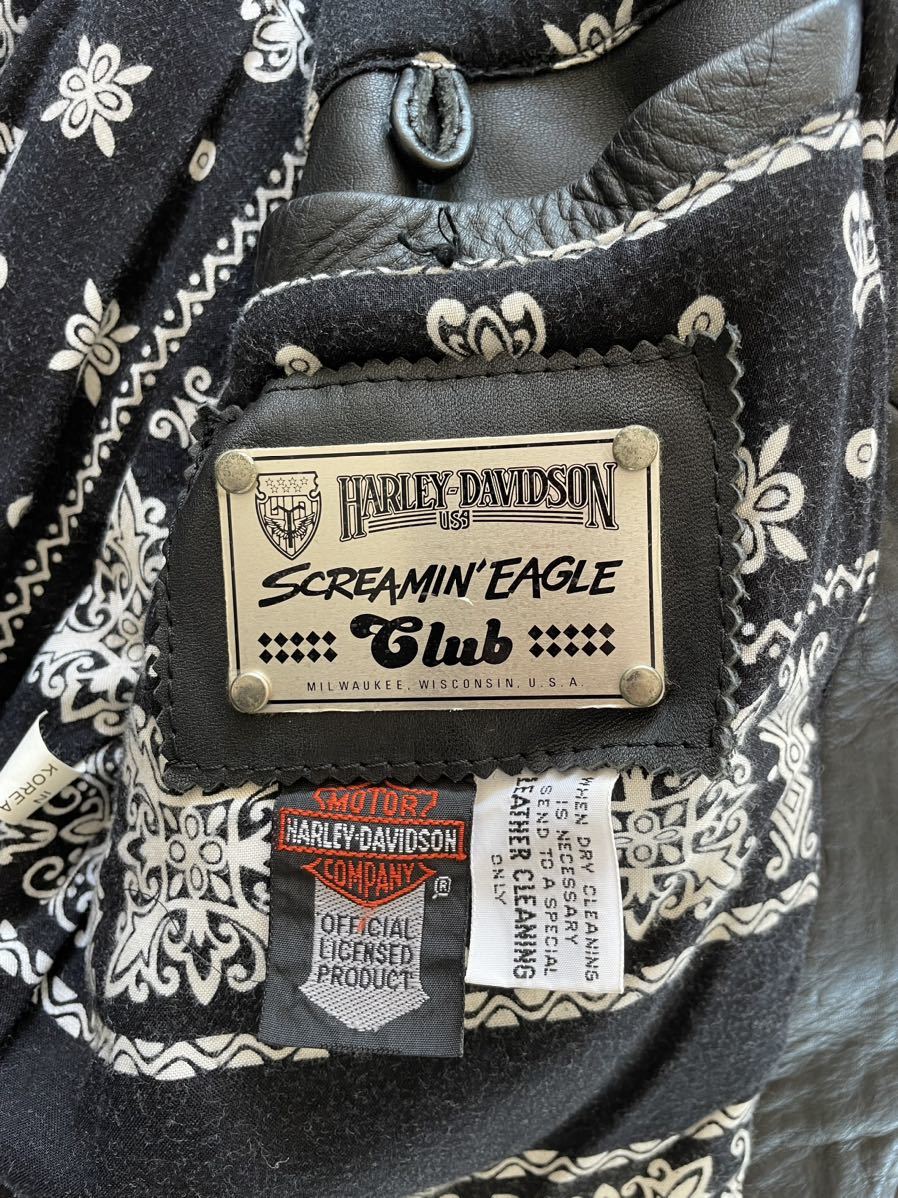 HARLEY-DAVIDSON
USA
SCREAMIN' EAGLE
Club
MILWAUKEE, WISCONSIN, U.S.A.
IN
KOREA
MOTOR
HARLEY-DAVIDSON
COMPANY
®
OFFICIAL
LICENSED
PRODUCT
WHEN DRY CLEANING
IS NECESSARY
SEND TO A SPECIAL
LEATHER CLEANING
ONLY